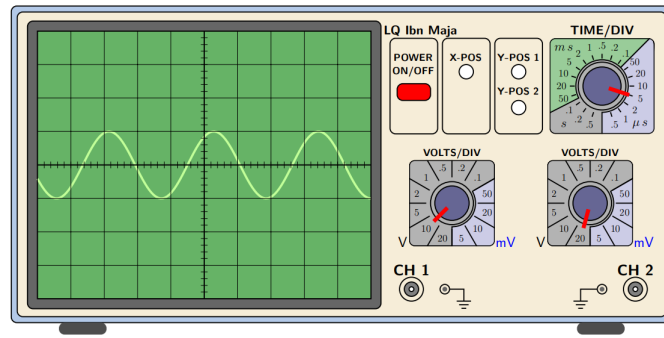 LQ Ibn Maja
TIME/DIV
POWER
ON/OFF
X-POS
Y-POS 1
Y-POS 2
m s
2 1 .5 .2 .1
5
10
20
50
50
20
10
5
2
1
.5
μ s
s .1 .2 .5
VOLTS/DIV
VOLTS/DIV
1 .5 .2 .1
2
5
10 20
50
20
10
5
V
mV
1 .5 .2 .1
2
5
10 20
50
20
10
5
V
mV
CH 1
CH 2